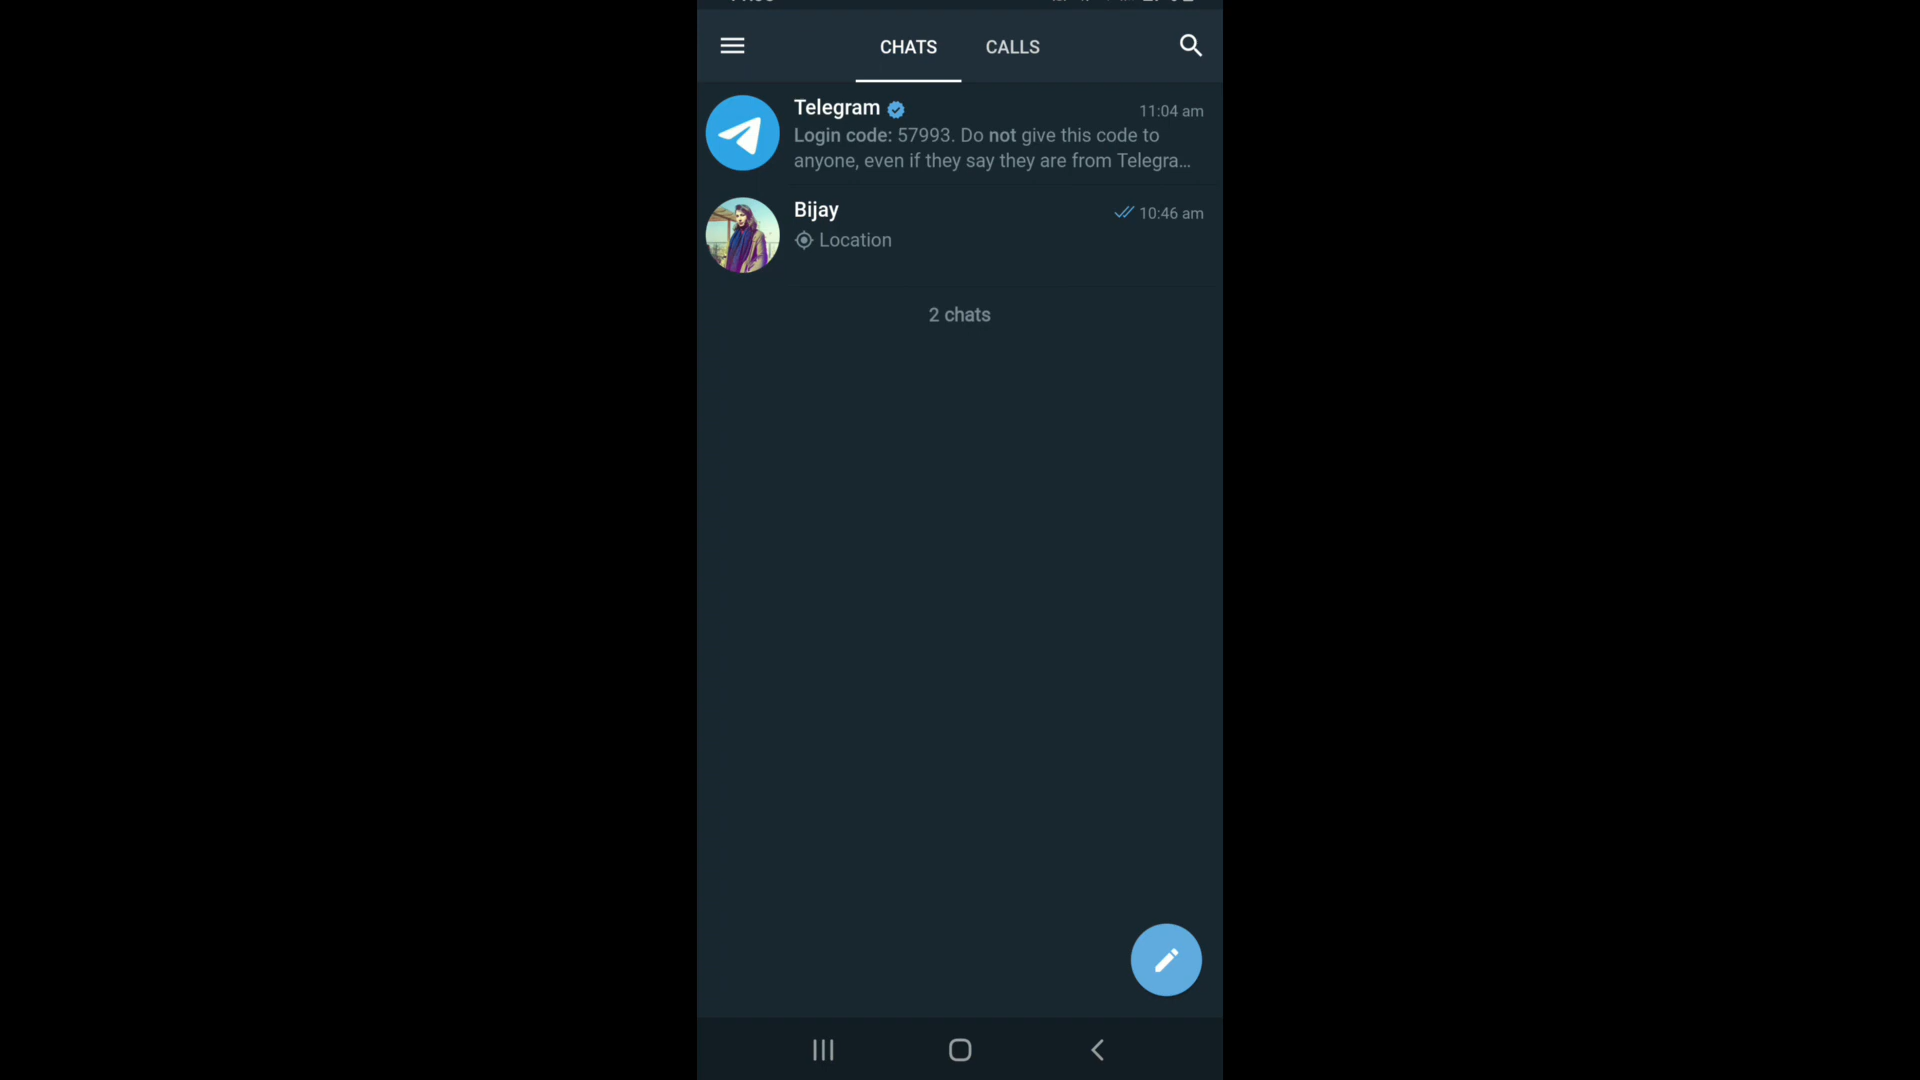 CHATS CALLS
Telegram 11:04 am
Login code: 57993. Do not give this code to
anyone, even if they say they are from Telegra...
Bijay 10:46 am
Location
2 chats